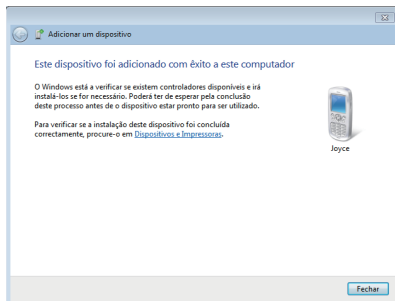 Adicionar um dispositivo
Este dispositivo foi adicionado com êxito a este computador
O Windows está a verificar se existem controladores disponíveis e irá
instalá-los se for necessário. Poderá ter de esperar pela conclusão
deste processo antes de o dispositivo estar pronto para ser utilizado.
Para verificar se a instalação deste dispositivo foi concluída
correctamente, procure-o em Dispositivos e Impressoras.
Joyce
Fechar